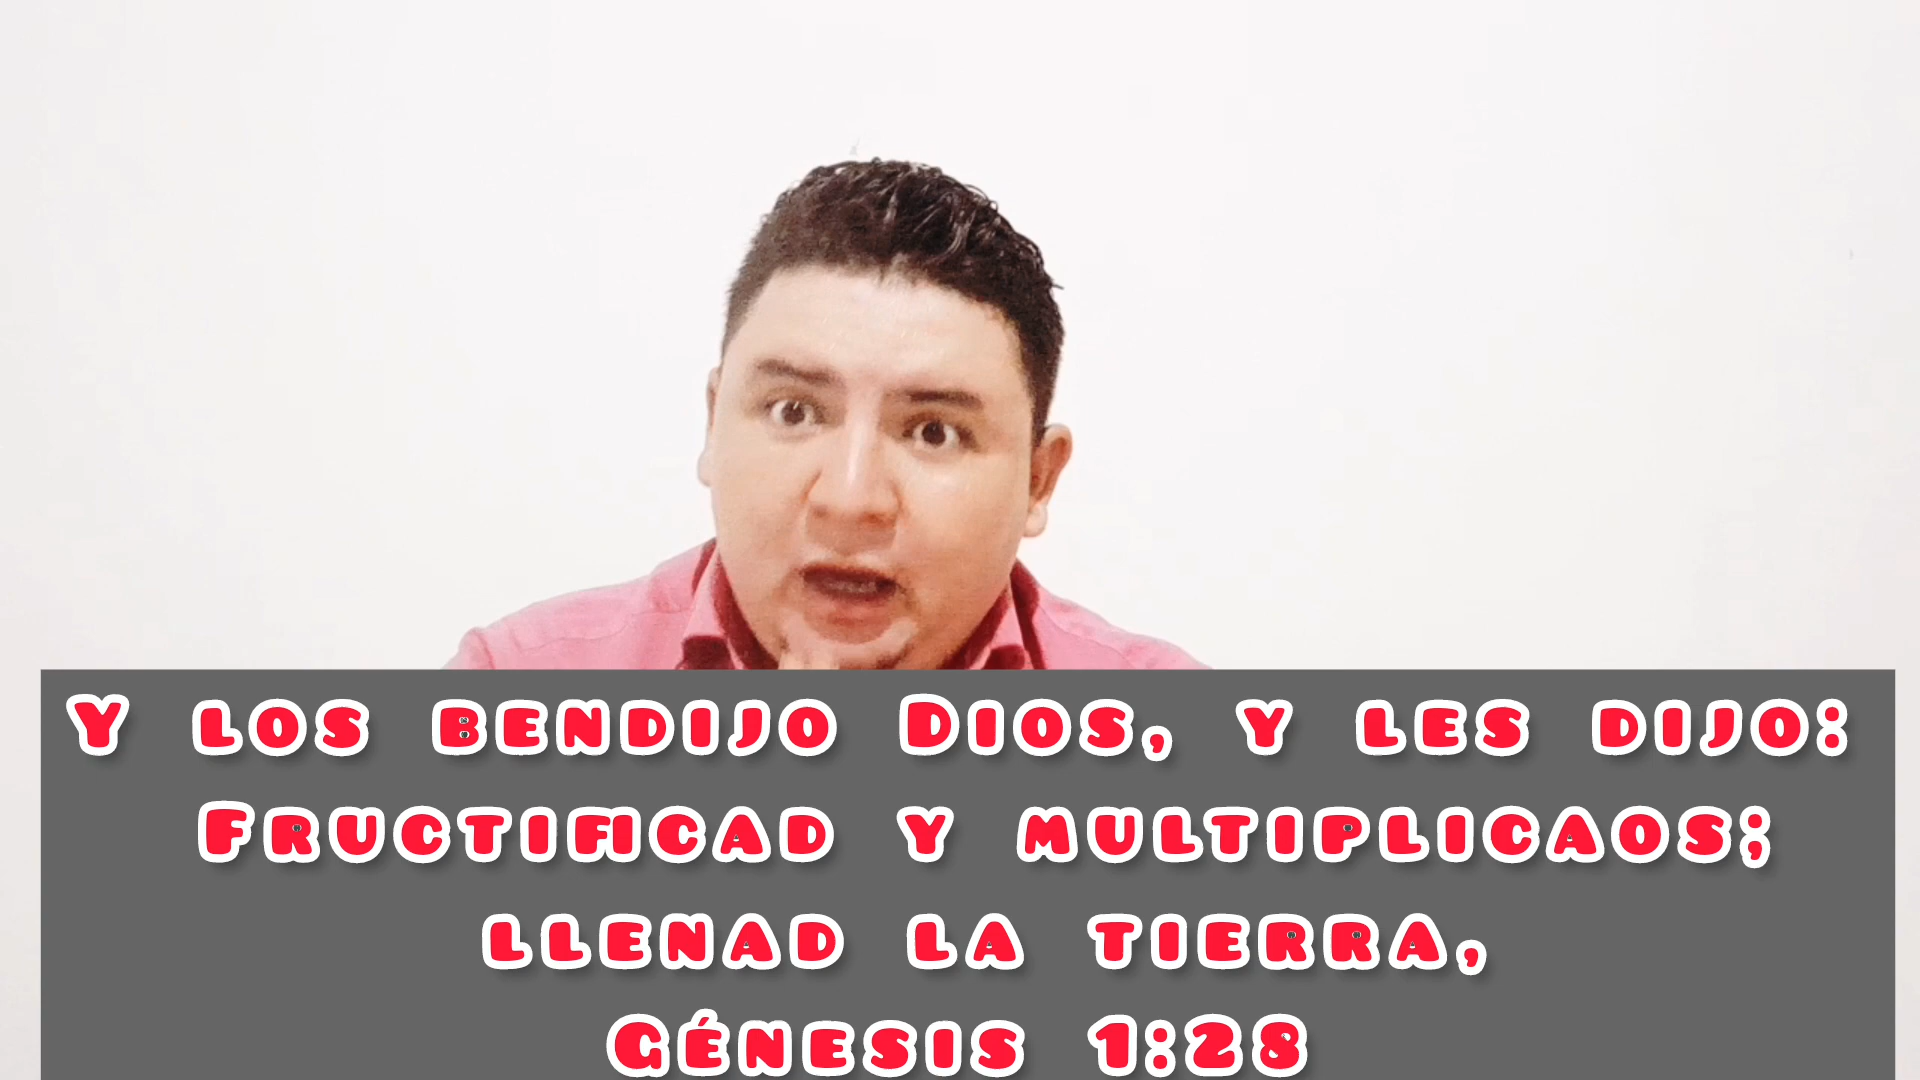 Y los bendijo Dios, y les dijo:
Fructificad y multiplicaos;
llenad la tierra,
Génesis 1:28